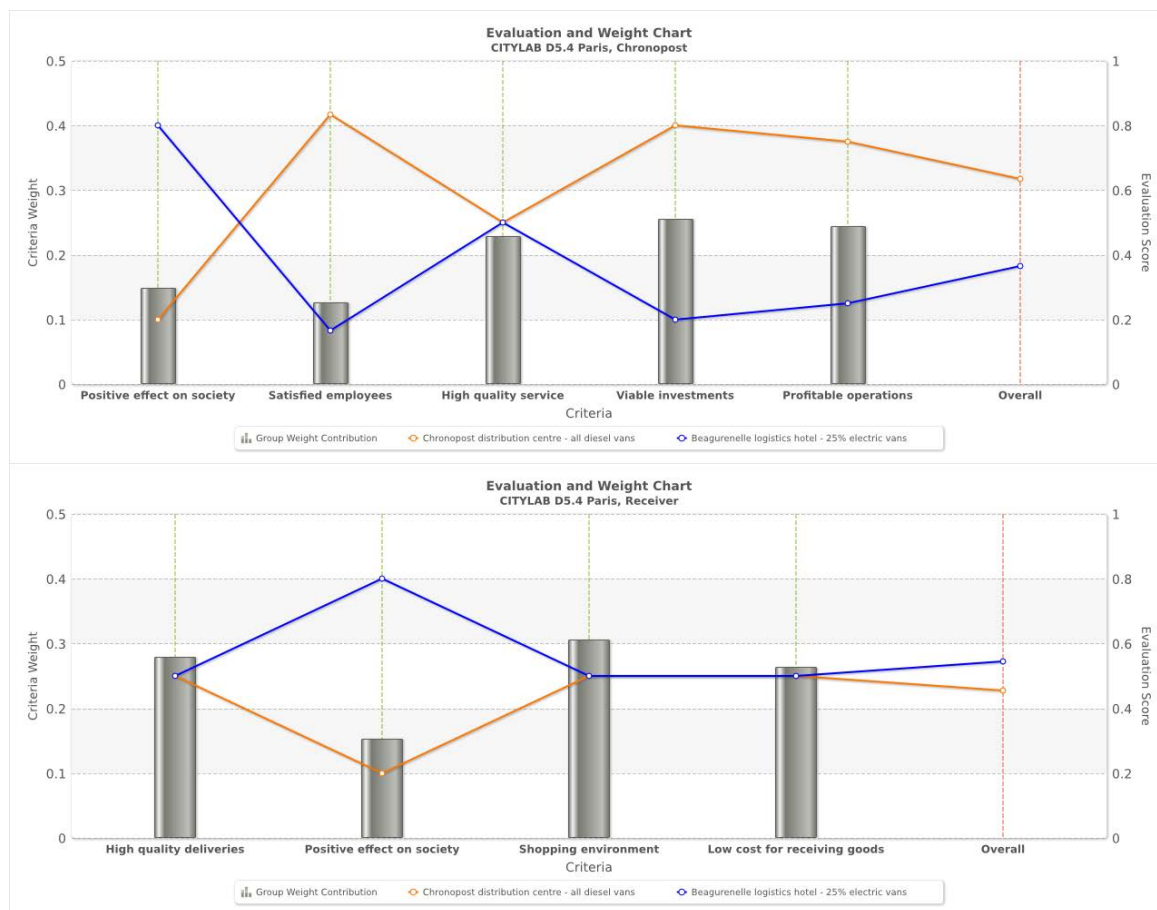 Evaluation and Weight Chart
CITYLAB D5.4 Paris, Chronopost
0.5
0.4
0.3
0.2
0.1
0
Criteria Weight
1
0.8
0.6
0.4
0.2
0
Evaluation Score
Positive effect on society
Satisfied employees
High quality service
Viable investments
Profitable operations
Overall
Criteria
Group Weight Contribution
Chronopost distribution centre - all diesel vans
Beagurenelle logistics hotel - 25% electric vans
Evaluation and Weight Chart
CITYLAB D5.4 Paris, Receiver
0.5
0.4
0.3
0.2
0.1
0
Criteria Weight
1
0.8
0.6
0.4
0.2
0
Evaluation Score
High quality deliveries
Positive effect on society
Shopping environment
Low cost for receiving goods
Overall
Criteria
Group Weight Contribution
Chronopost distribution centre - all diesel vans
Beagurenelle logistics hotel - 25% electric vans